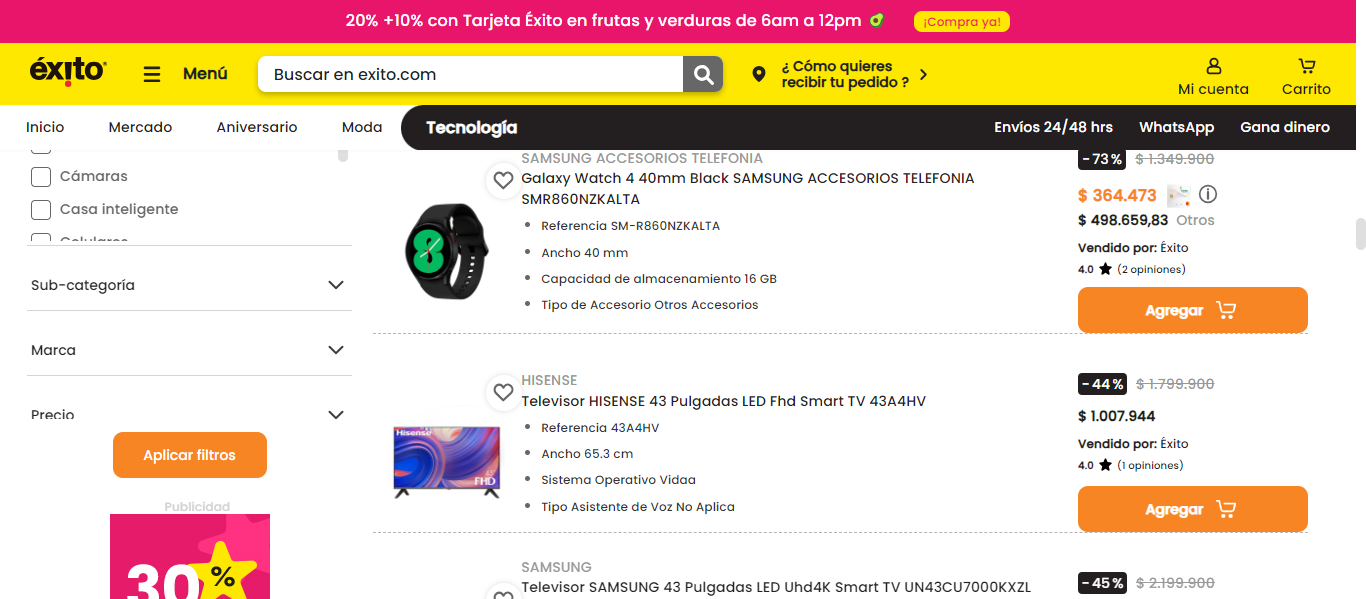 20% +10% con Tarjeta Éxito en frutas y verduras de 6am a 12pm
¡Compra ya!
éxito
Menú
Buscar en exito.com
¿ Cómo quieres
recibir tu pedido ?
Mi cuenta
Carrito
Inicio
Mercado
Aniversario
Moda
Tecnología
Envíos 24/48 hrs
WhatsApp
Gana dinero
Cámaras
Casa inteligente
Celulares
Sub-categoría
Marca
Precio
Aplicar filtros
Publicidad
30%
SAMSUNG ACCESORIOS TELEFONIA
Galaxy Watch 4 40mm Black SAMSUNG ACCESORIOS TELEFONIA
SMR860NZKALTA
Referencia SM-R860NZKALTA
Ancho 40 mm
Capacidad de almacenamiento 16 GB
Tipo de Accesorio Otros Accesorios
-73% $ 1.349.900
$ 364.473
$ 498.659,83 Otros
Vendido por: Éxito
4.0 (2 opiniones)
Agregar
HISENSE
Televisor HISENSE 43 Pulgadas LED Fhd Smart TV 43A4HV
Hisense
FHD
Referencia 43A4HV
Ancho 65.3 cm
Sistema Operativo Vidaa
Tipo Asistente de Voz No Aplica
-44% $ 1.799.900
$ 1.007.944
Vendido por: Éxito
4.0 (1 opiniones)
Agregar
SAMSUNG
Televisor SAMSUNG 43 Pulgadas LED Uhd4K Smart TV UN43CU7000KXZL
-45% $ 2.199.900